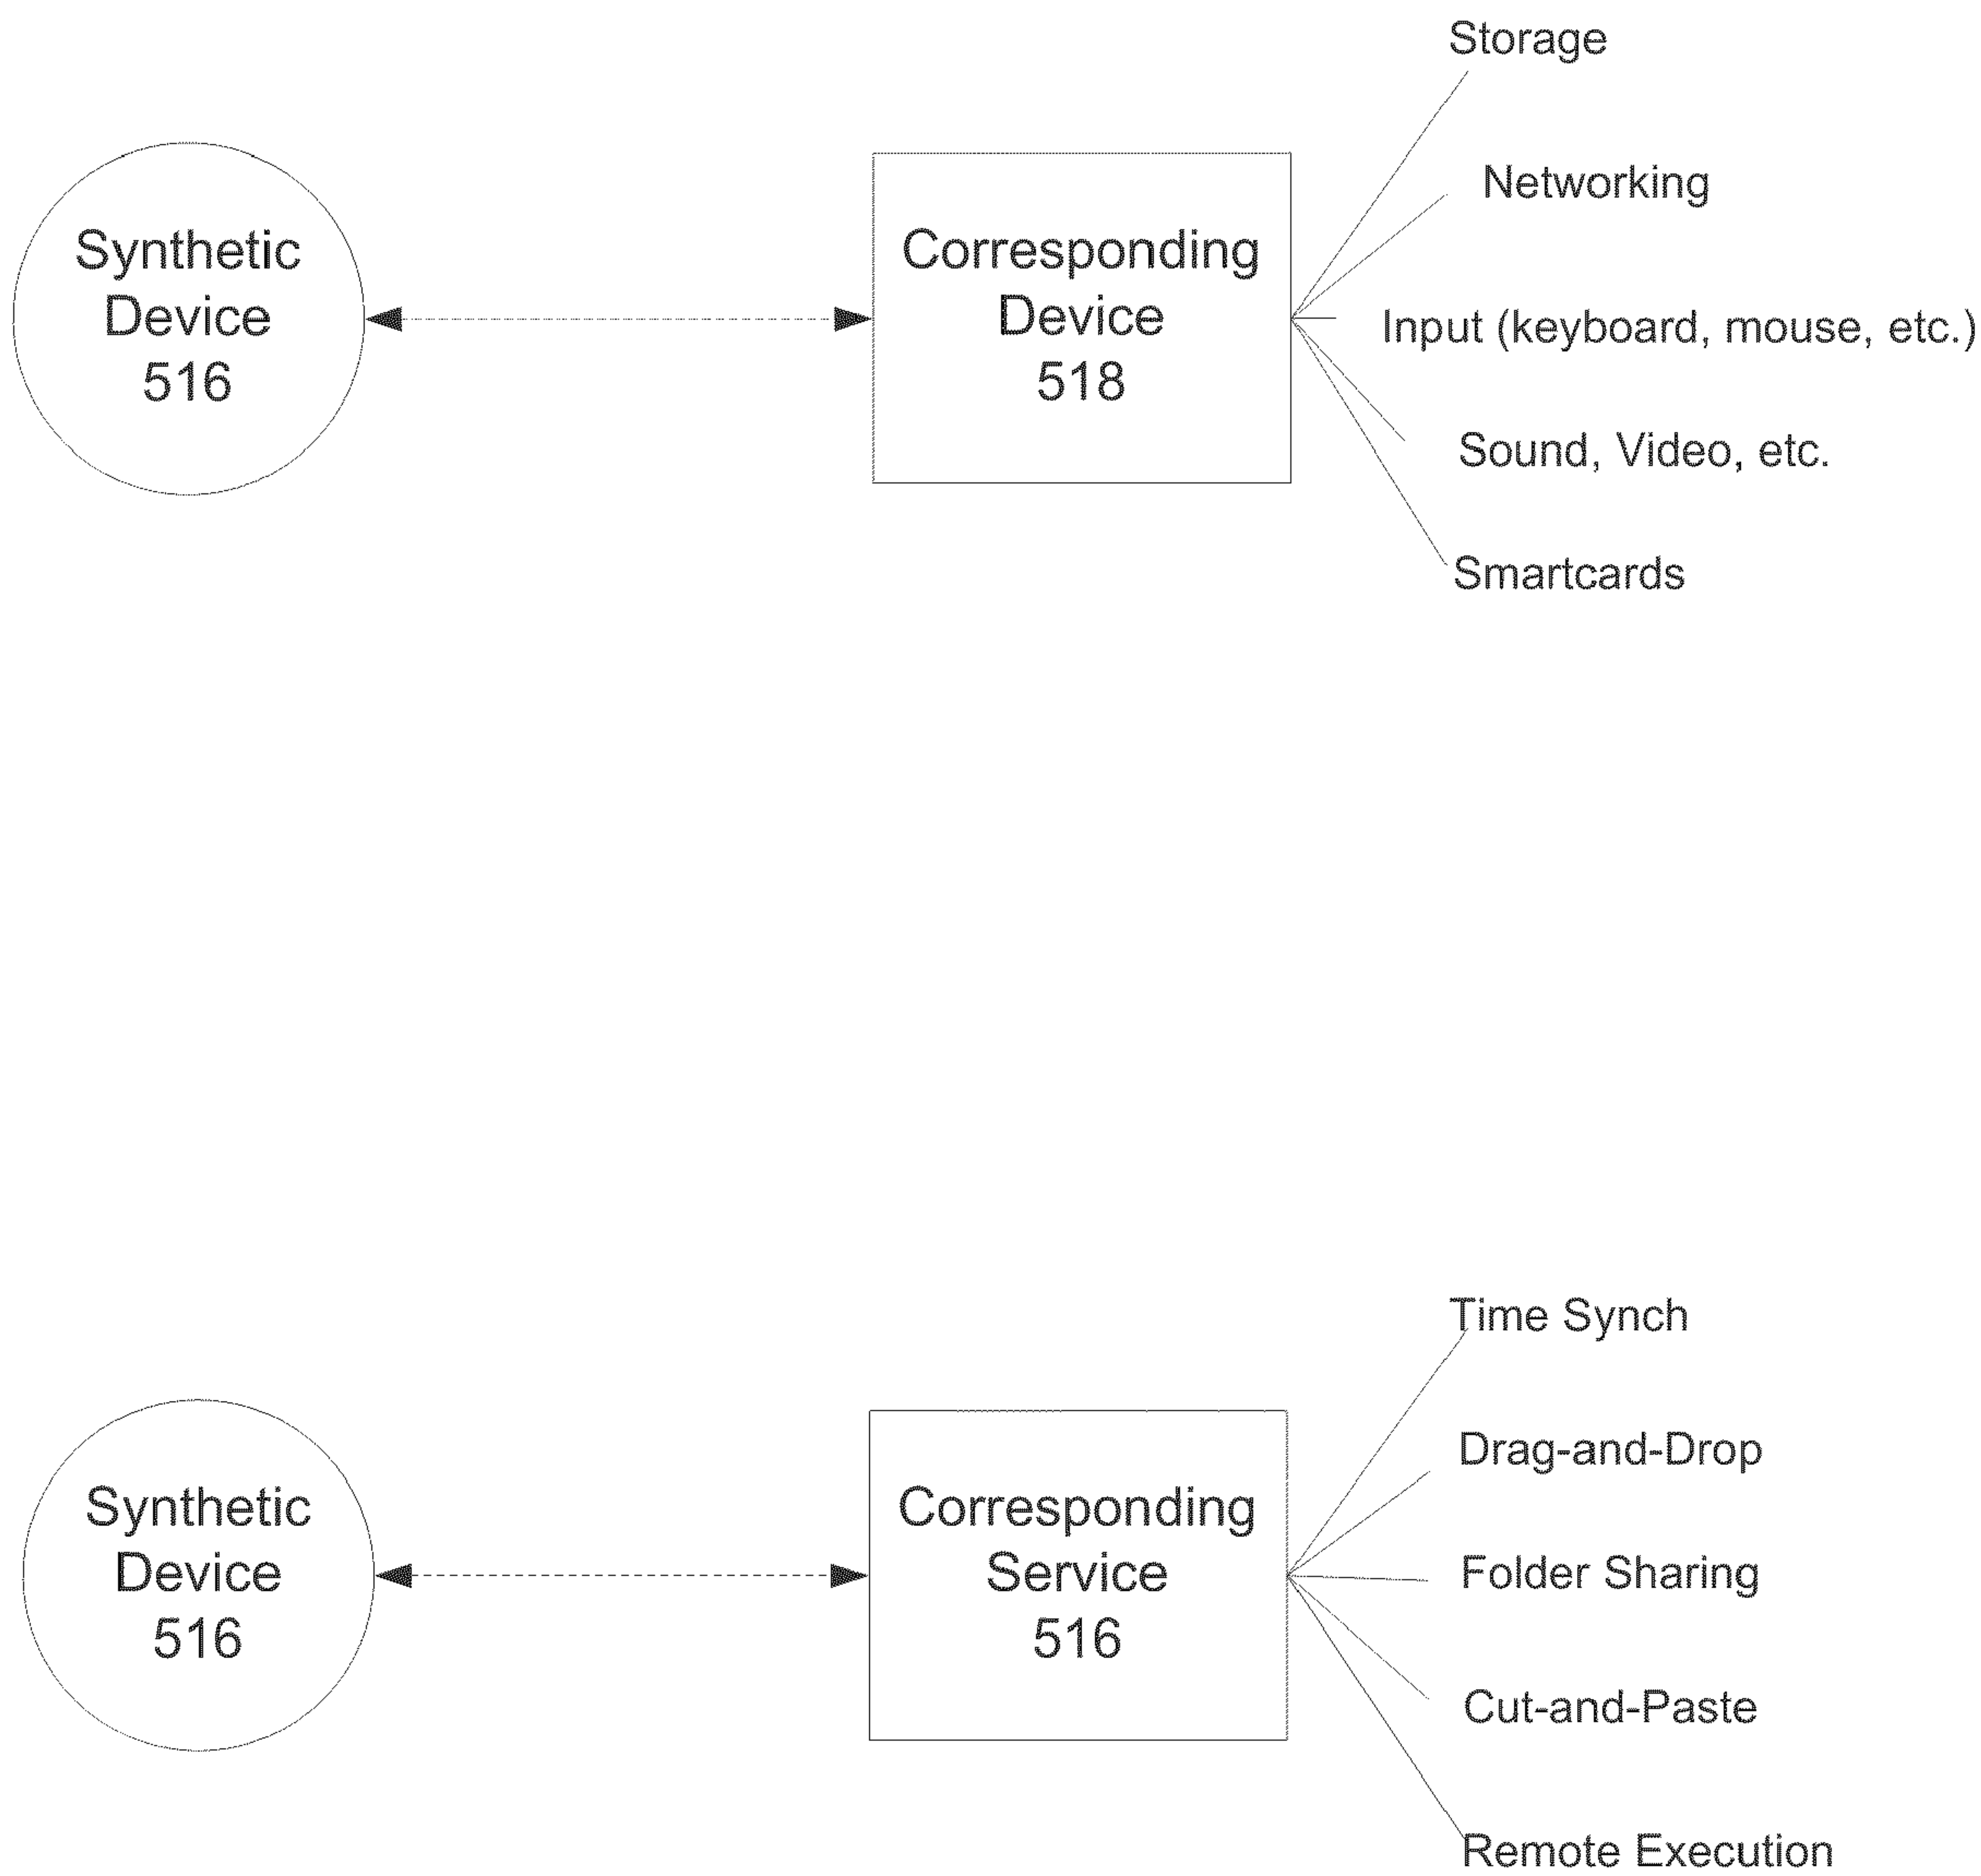 Storage
Networking
Synthetic
Device
516
Corresponding
Device
518
Input (keyboard, mouse, etc.)
Sound, Video, etc.
Smartcards
Time Synch
Drag-and-Drop
Synthetic
Device
516
Corresponding
Service
516
Folder Sharing
Cut-and-Paste
Remote Execution